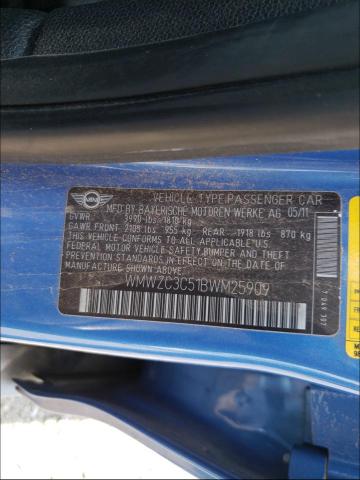 MINI
VEHICLE TYPE:PASSENGER CAR
MFD BY:BAYERISCHE MOTOREN WERKE AG 05/11
GVWR 3990 lbs 1810 kg
GAWR FRONT 2105 lbs 955 kg REAR 1918 lbs 870 kg
THIS VEHICLE CONFORMS TO ALL APPLICABLE U.S.
FEDERAL MOTOR VEHICLE SAFETY, BUMPER AND
THEFT PREVENTION STANDARDS IN EFFECT ON THE
DATE OF MANUFACTURE SHOWN ABOVE.
WMWZC3C51BWM25909